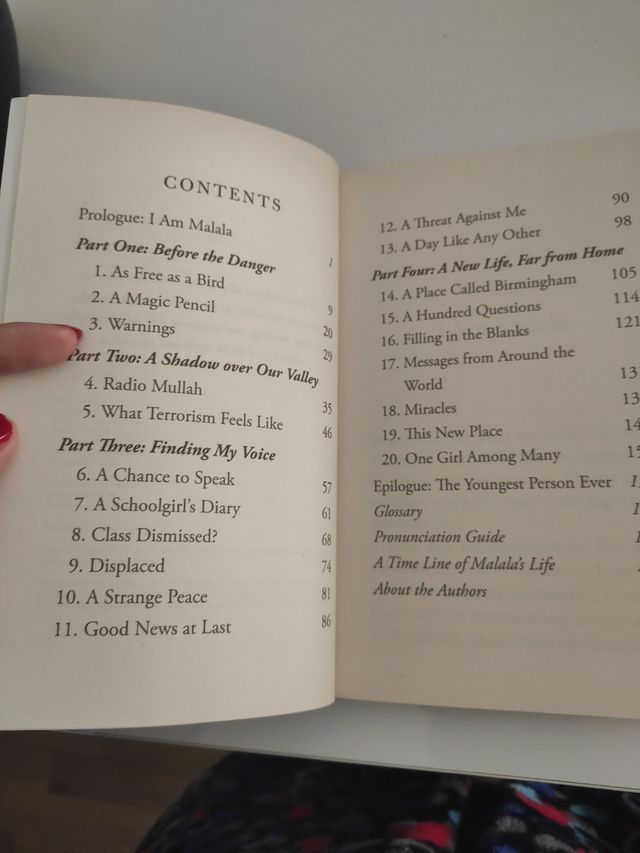 CONTENTS
Prologue: I Am Malala 1
Part One: Before the Danger
1. As Free as a Bird 9
2. A Magic Pencil 20
3. Warnings 29
Part Two: A Shadow over Our Valley
4. Radio Mullah 35
5. What Terrorism Feels Like 46
Part Three: Finding My Voice
6. A Chance to Speak 57
7. A Schoolgirl's Diary 61
8. Class Dismissed? 68
9. Displaced 74
10. A Strange Peace 81
11. Good News at Last 86
12. A Threat Against Me 90
13. A Day Like Any Other 98
Part Four: A New Life, Far from Home
14. A Place Called Birmingham 105
15. A Hundred Questions 114
16. Filling in the Blanks 121
17. Messages from Around the
World
18. Miracles
19. This New Place
20. One Girl Among Many
Epilogue: The Youngest Person Ever
Glossary
Pronunciation Guide
A Time Line of Malala's Life
About the Authors